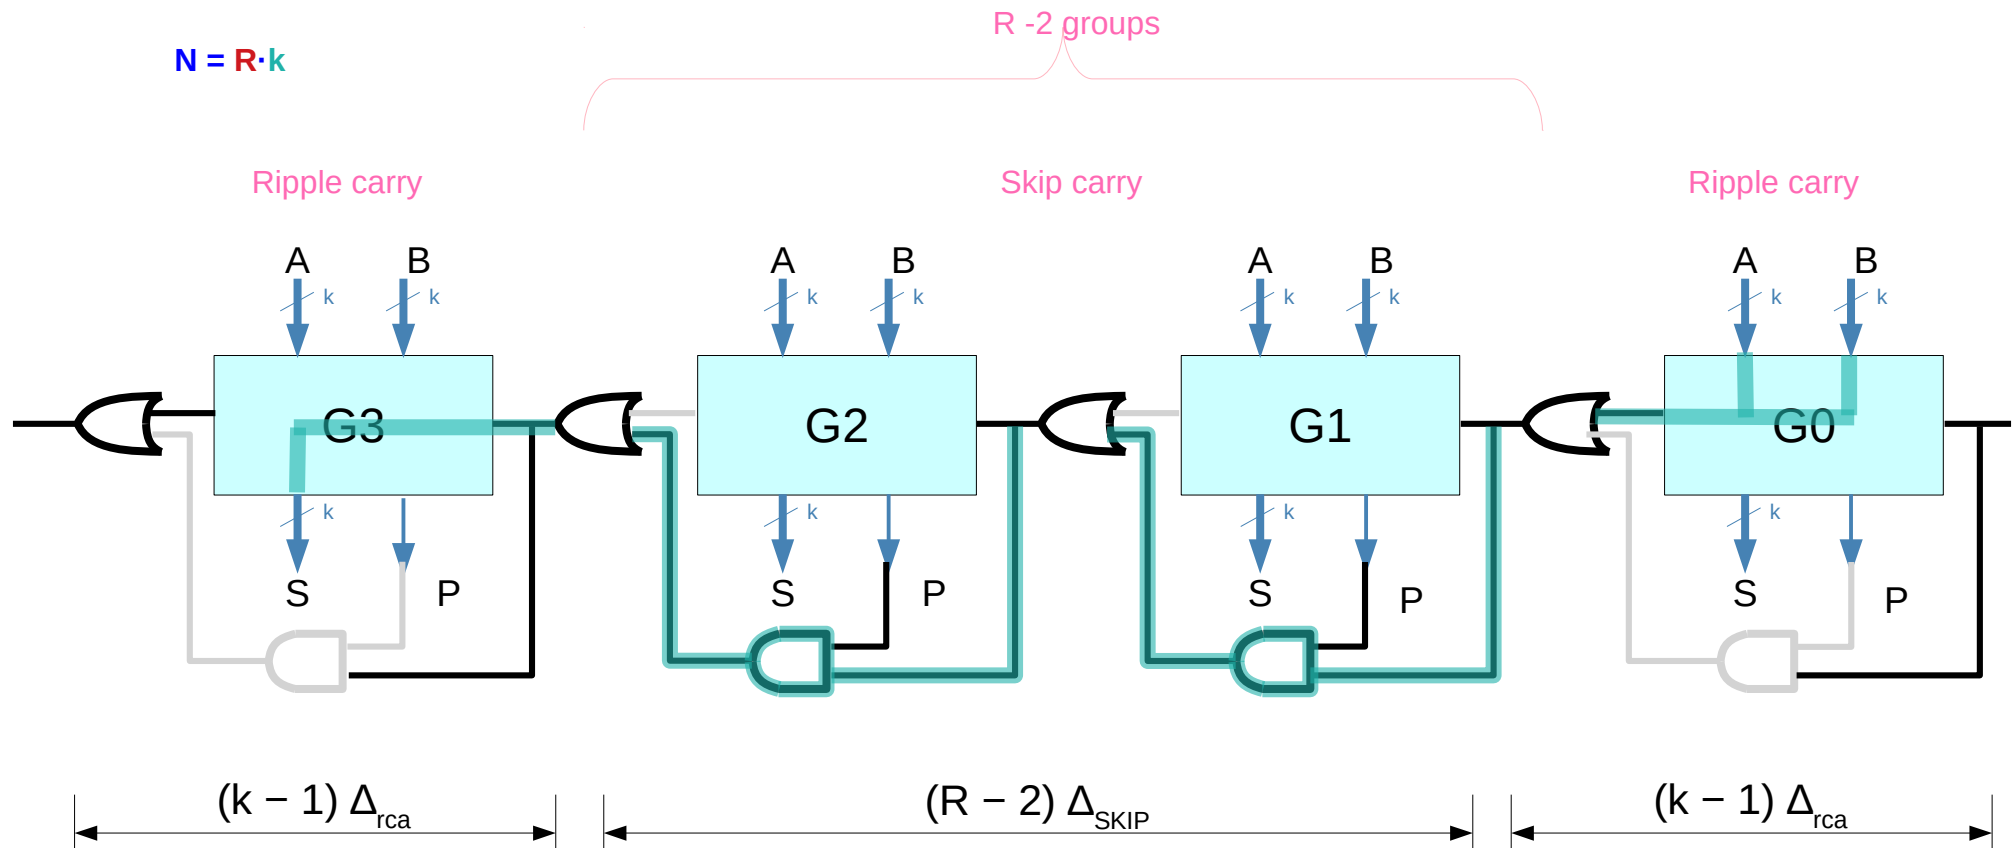 R -2 groups
N = R·k
Ripple carry
Skip carry
Ripple carry
A B A B A B A B
k k k k k k k k
G3 G2 G1 G0
k k k k
S P S P S P S P
(k − 1) Δrca
(R − 2) ΔSKIP
(k − 1) Δrca